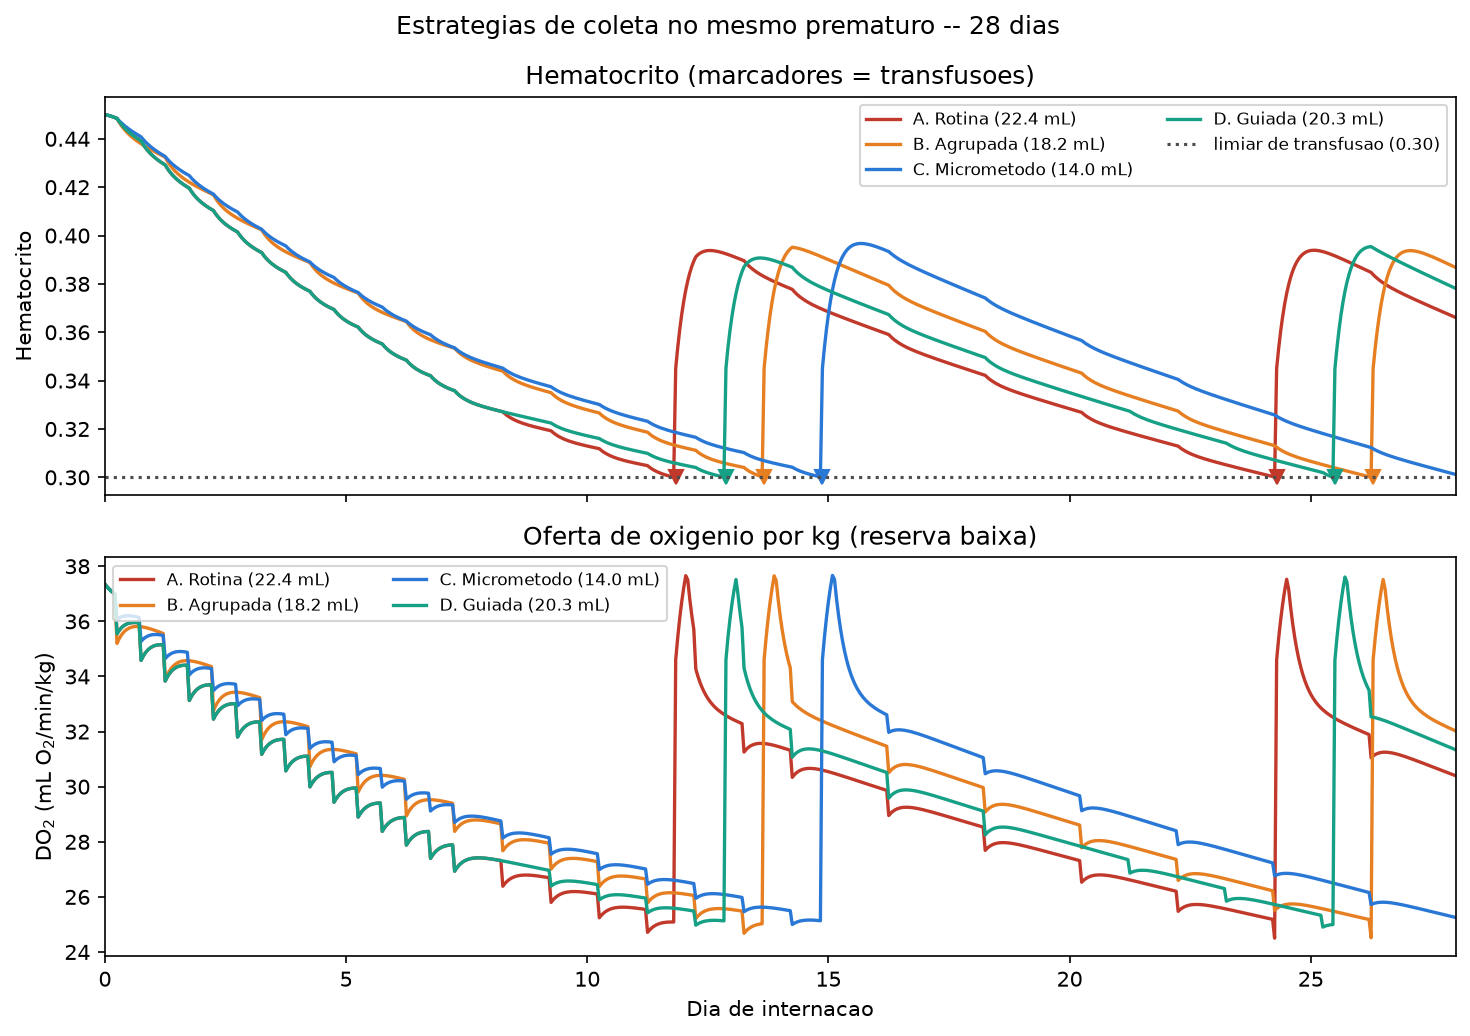 Estrategias de coleta no mesmo prematuro -- 28 dias
Hematocrito (marcadores = transfusoes)
A. Rotina (22.4 mL)
B. Agrupada (18.2 mL)
C. Micrometodo (14.0 mL)
D. Guiada (20.3 mL)
limiar de transfusao (0.30)
Hematocrito
0.44
0.42
0.40
0.38
0.36
0.34
0.32
0.30
Oferta de oxigenio por kg (reserva baixa)
A. Rotina (22.4 mL)
B. Agrupada (18.2 mL)
C. Micrometodo (14.0 mL)
D. Guiada (20.3 mL)
DO₂ (mL O₂/min/kg)
38
36
34
32
30
28
26
24
0 5 10 15 20 25
Dia de internacao